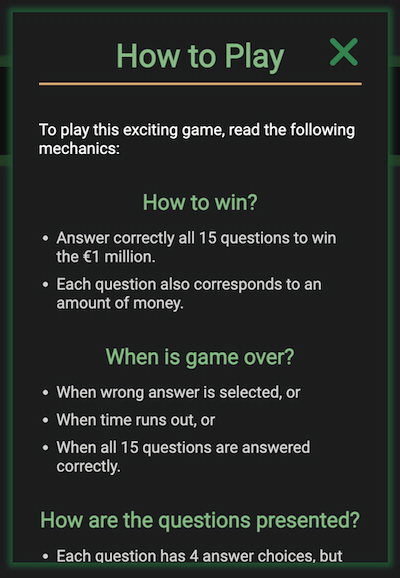 How to Play
To play this exciting game, read the following
mechanics:
How to win?
• Answer correctly all 15 questions to win
the €1 million.
• Each question also corresponds to an
amount of money.
When is game over?
• When wrong answer is selected, or
• When time runs out, or
• When all 15 questions are answered
correctly.
How are the questions presented?
• Each question has 4 answer choices, but